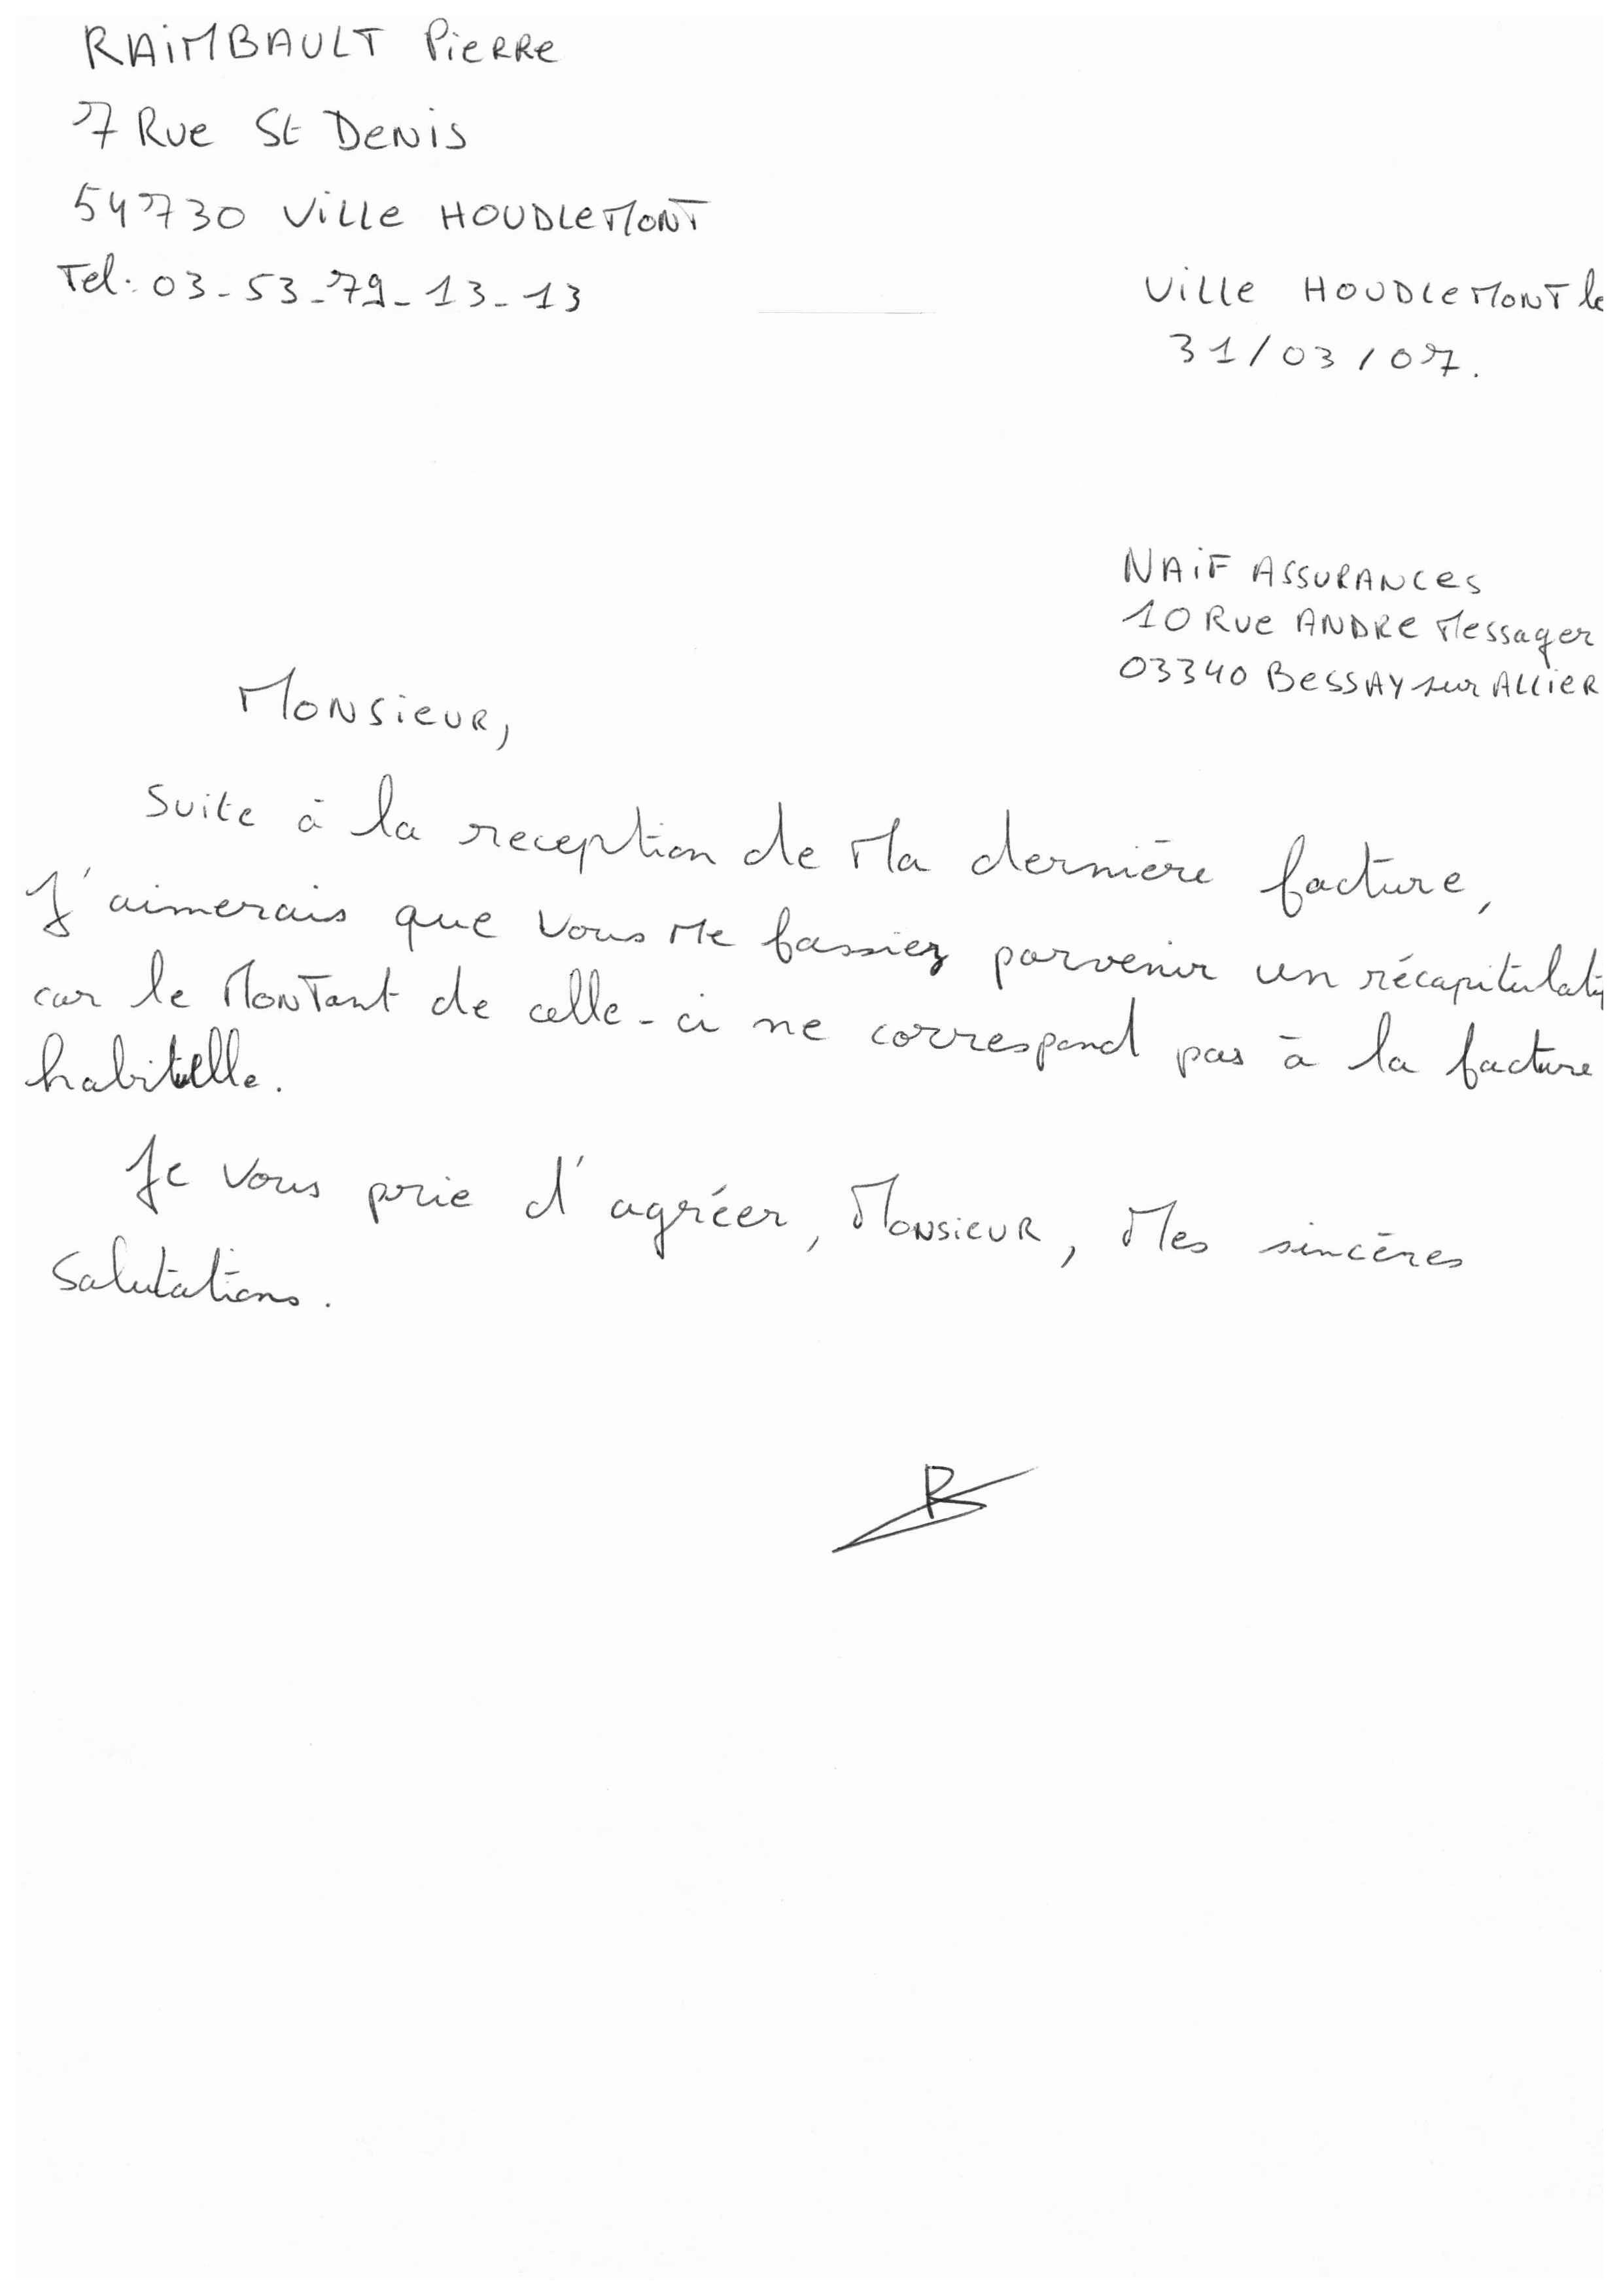 RAIMBAULT Pierre
7 Rue St Denis
54730 Ville HOUDLEMONT
Tel: 03-53-79-13-13
Ville HOUDLEMONT le
31/03/07.
NAIF ASSURANCES
10 Rue ANDRE Messager
03340 BESSAY sur ALLIER
Monsieur,
Suite à la reception de Ma dernière facture,
J'aimerais que Vous Me fassiez parvenir un récapitulatif
car le Montant de celle-ci ne correspond pas à la facture
habituelle.
Je Vous prie d'agréer, Monsieur, Mes sincères
Salutations.
R